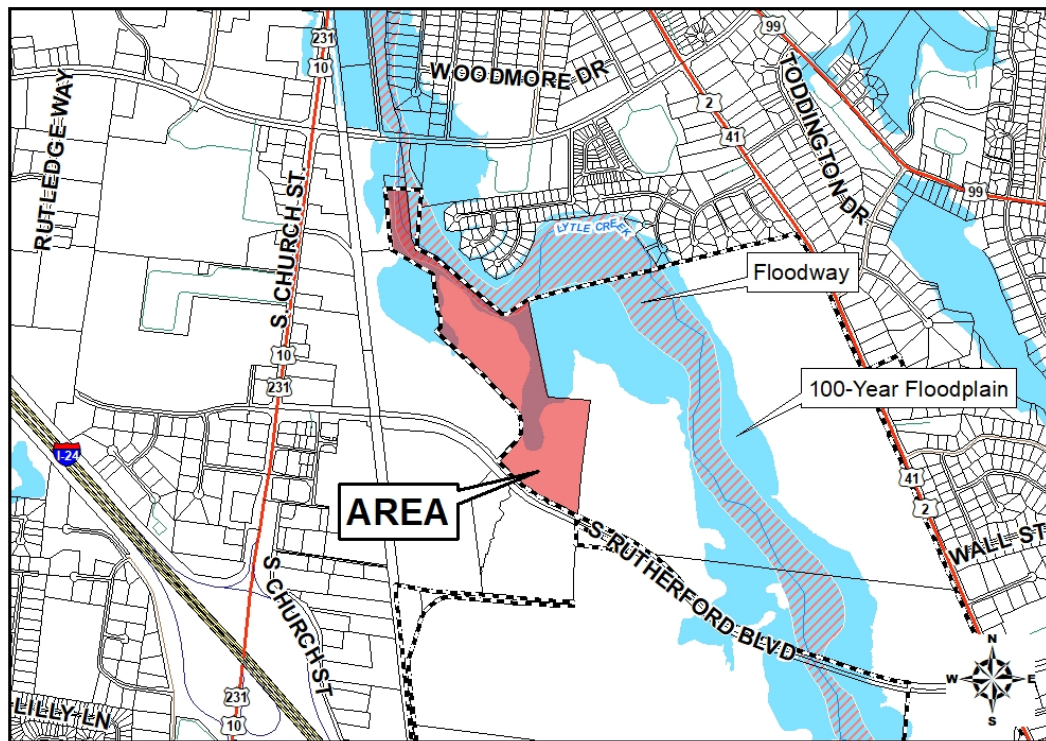 231
10
99
WOODMORE DR
2
41
TODDINGTON DR
RUTLEDGE WAY
S. CHURCH ST
99
LYTLE CREEK
Floodway
10
231
100-Year Floodplain
I-24
AREA
41
2
S RUTHERFORD BLVD
WALL ST
S CHURCH ST
N
W
E
S
231
10
LILLY LN